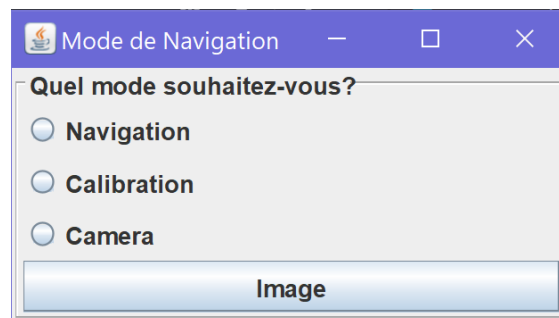 Mode de Navigation
Quel mode souhaitez-vous?
Navigation
Calibration
Camera
Image